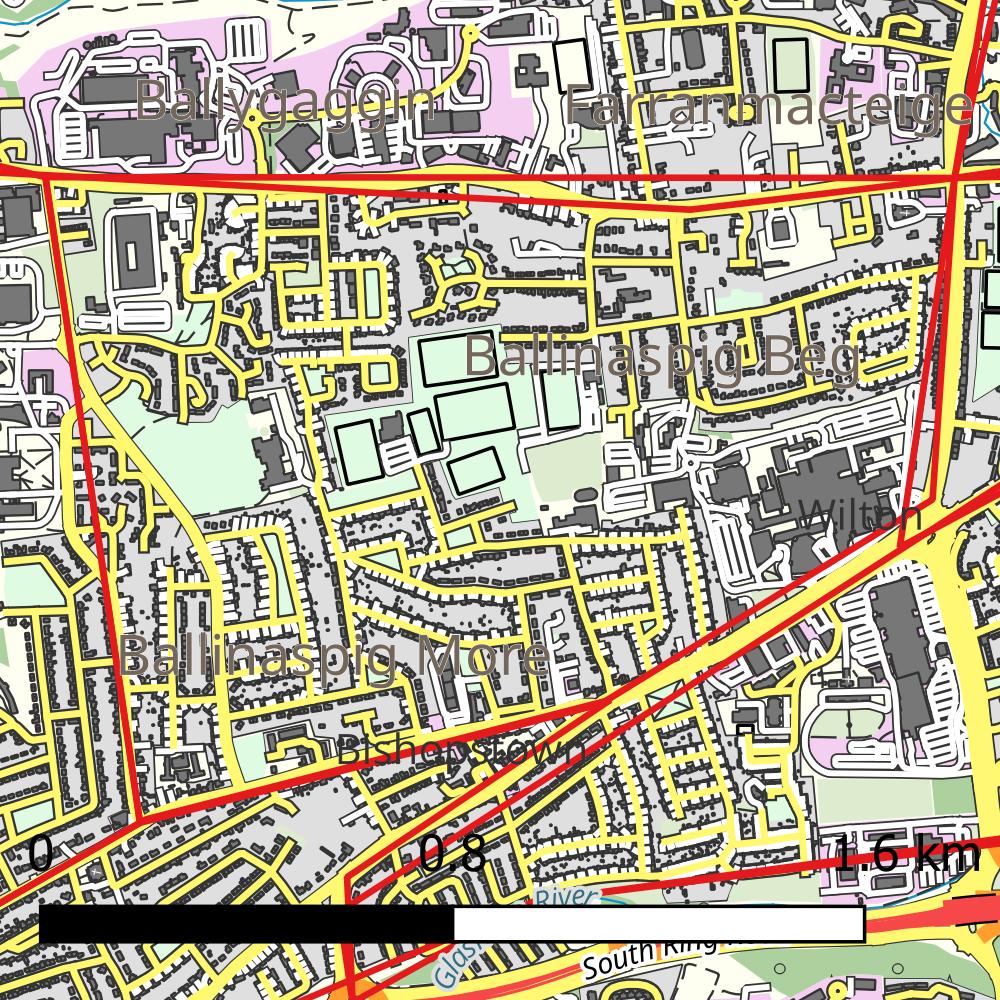 Ballygaggin
Farranmacteige
Ballinaspig Beg
Wilton
Ballinaspig More
Bishopstown
0
0.8
1.6 km
River
South Ring